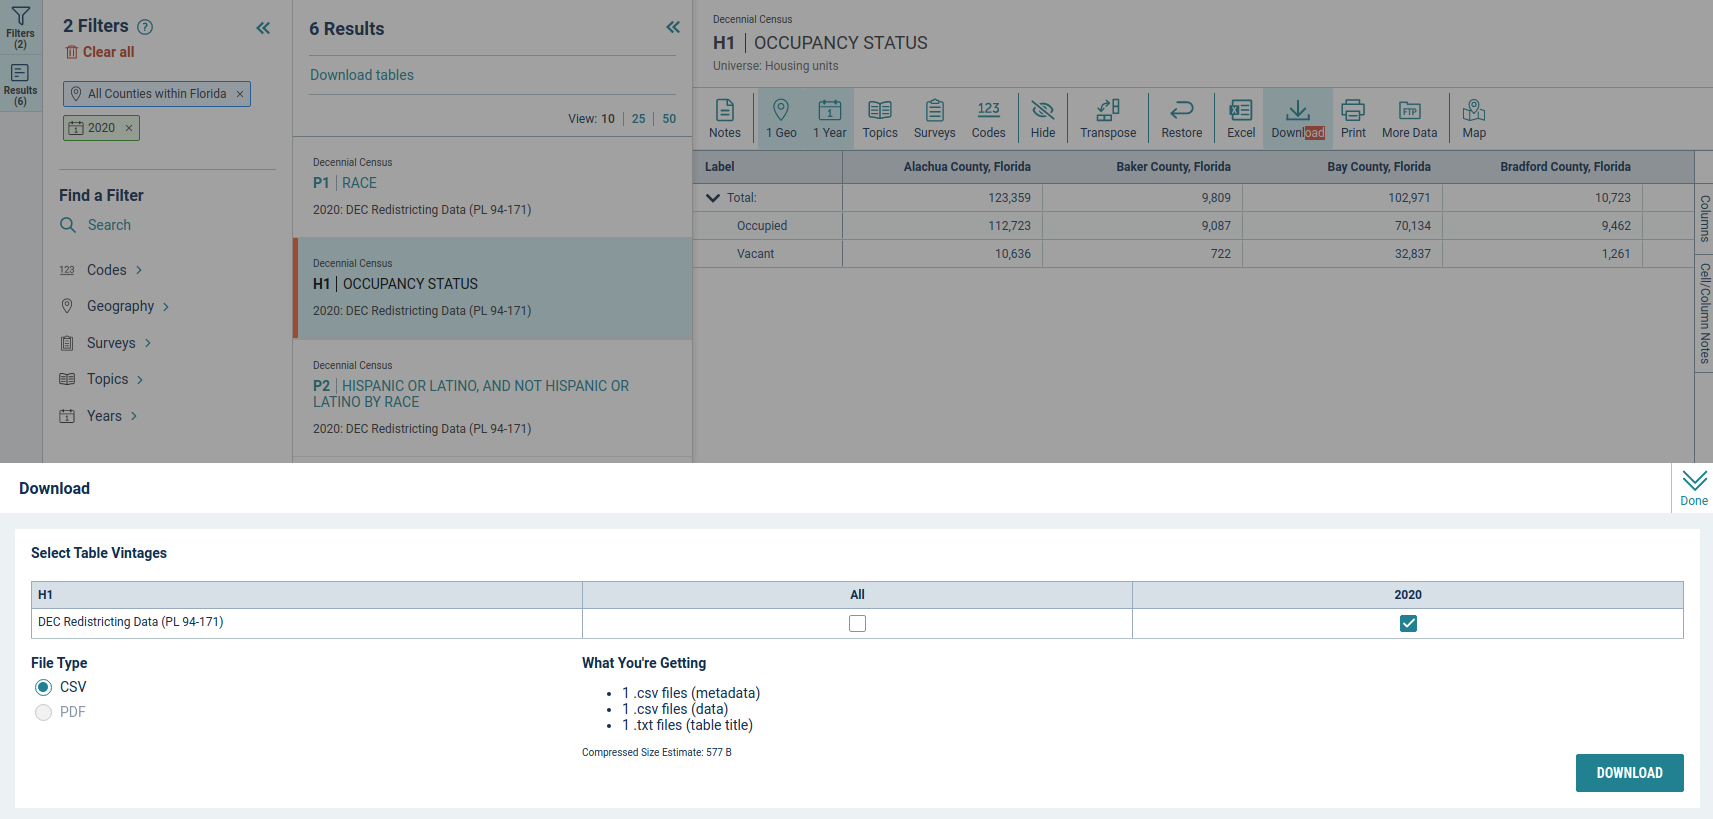 Filters
(2)
Results
(6)
2 Filters ?
Clear all
All Counties within Florida ×
2020 ×
Find a Filter
Search
Codes
Geography
Surveys
Topics
Years
6 Results
Download tables
View: 10 | 25 | 50
Decennial Census
P1 | RACE
2020: DEC Redistricting Data (PL 94-171)
Decennial Census
H1 | OCCUPANCY STATUS
2020: DEC Redistricting Data (PL 94-171)
Decennial Census
P2 | HISPANIC OR LATINO, AND NOT HISPANIC OR
LATINO BY RACE
2020: DEC Redistricting Data (PL 94-171)
Decennial Census
H1 | OCCUPANCY STATUS
Universe: Housing units
Notes 1 Geo 1 Year Topics Surveys Codes Hide Transpose Restore Excel Download Print More Data Map
Label Alachua County, Florida Baker County, Florida Bay County, Florida Bradford County, Florida
Total: 123,359 9,809 102,971 10,723
Occupied 112,723 9,087 70,134 9,462
Vacant 10,636 722 32,837 1,261
Columns
Cell/Column Notes
Download
Done
Select Table Vintages
H1 All 2020
DEC Redistricting Data (PL 94-171)
File Type
CSV
PDF
What You're Getting
• 1 .csv files (metadata)
• 1 .csv files (data)
• 1 .txt files (table title)
Compressed Size Estimate: 577 B
DOWNLOAD